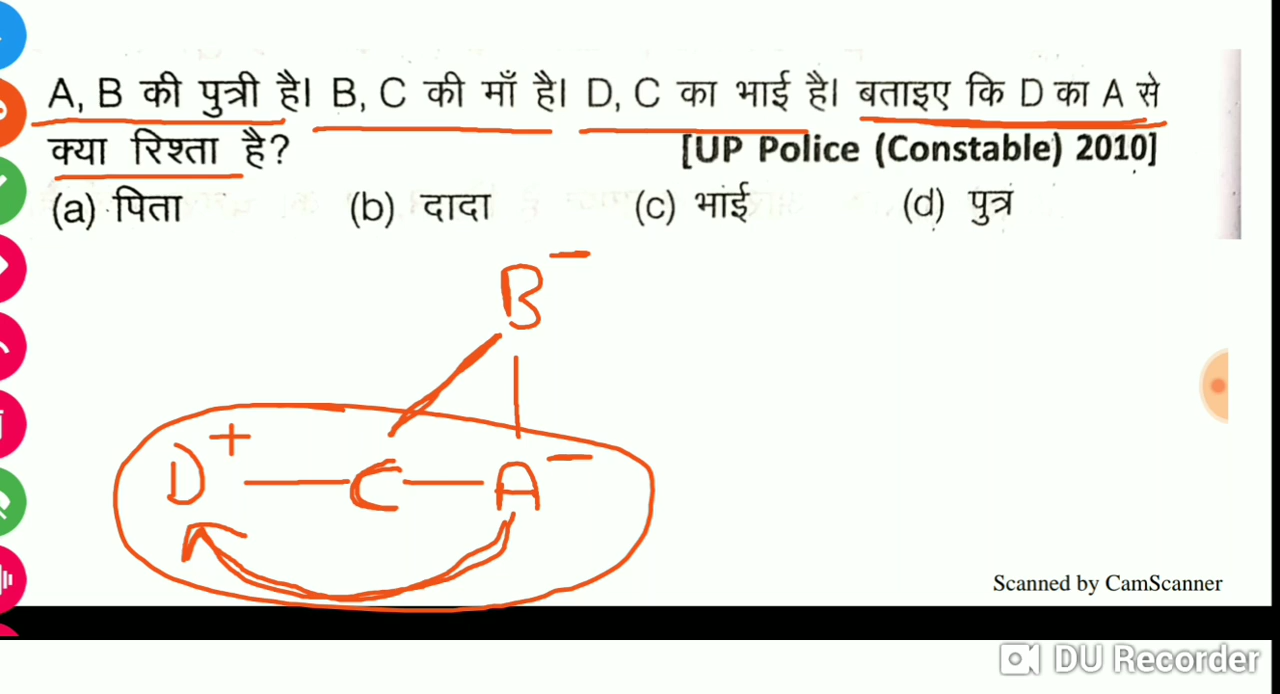 A, B की पुत्री है। B, C की माँ है। D, C का भाई है। बताइए कि D का A से
क्या रिश्ता है?
[UP Police (Constable) 2010]
(a) पिता (b) दादा (c) भाई (d) पुत्र
B −
D + C A −
Scanned by CamScanner
DU Recorder